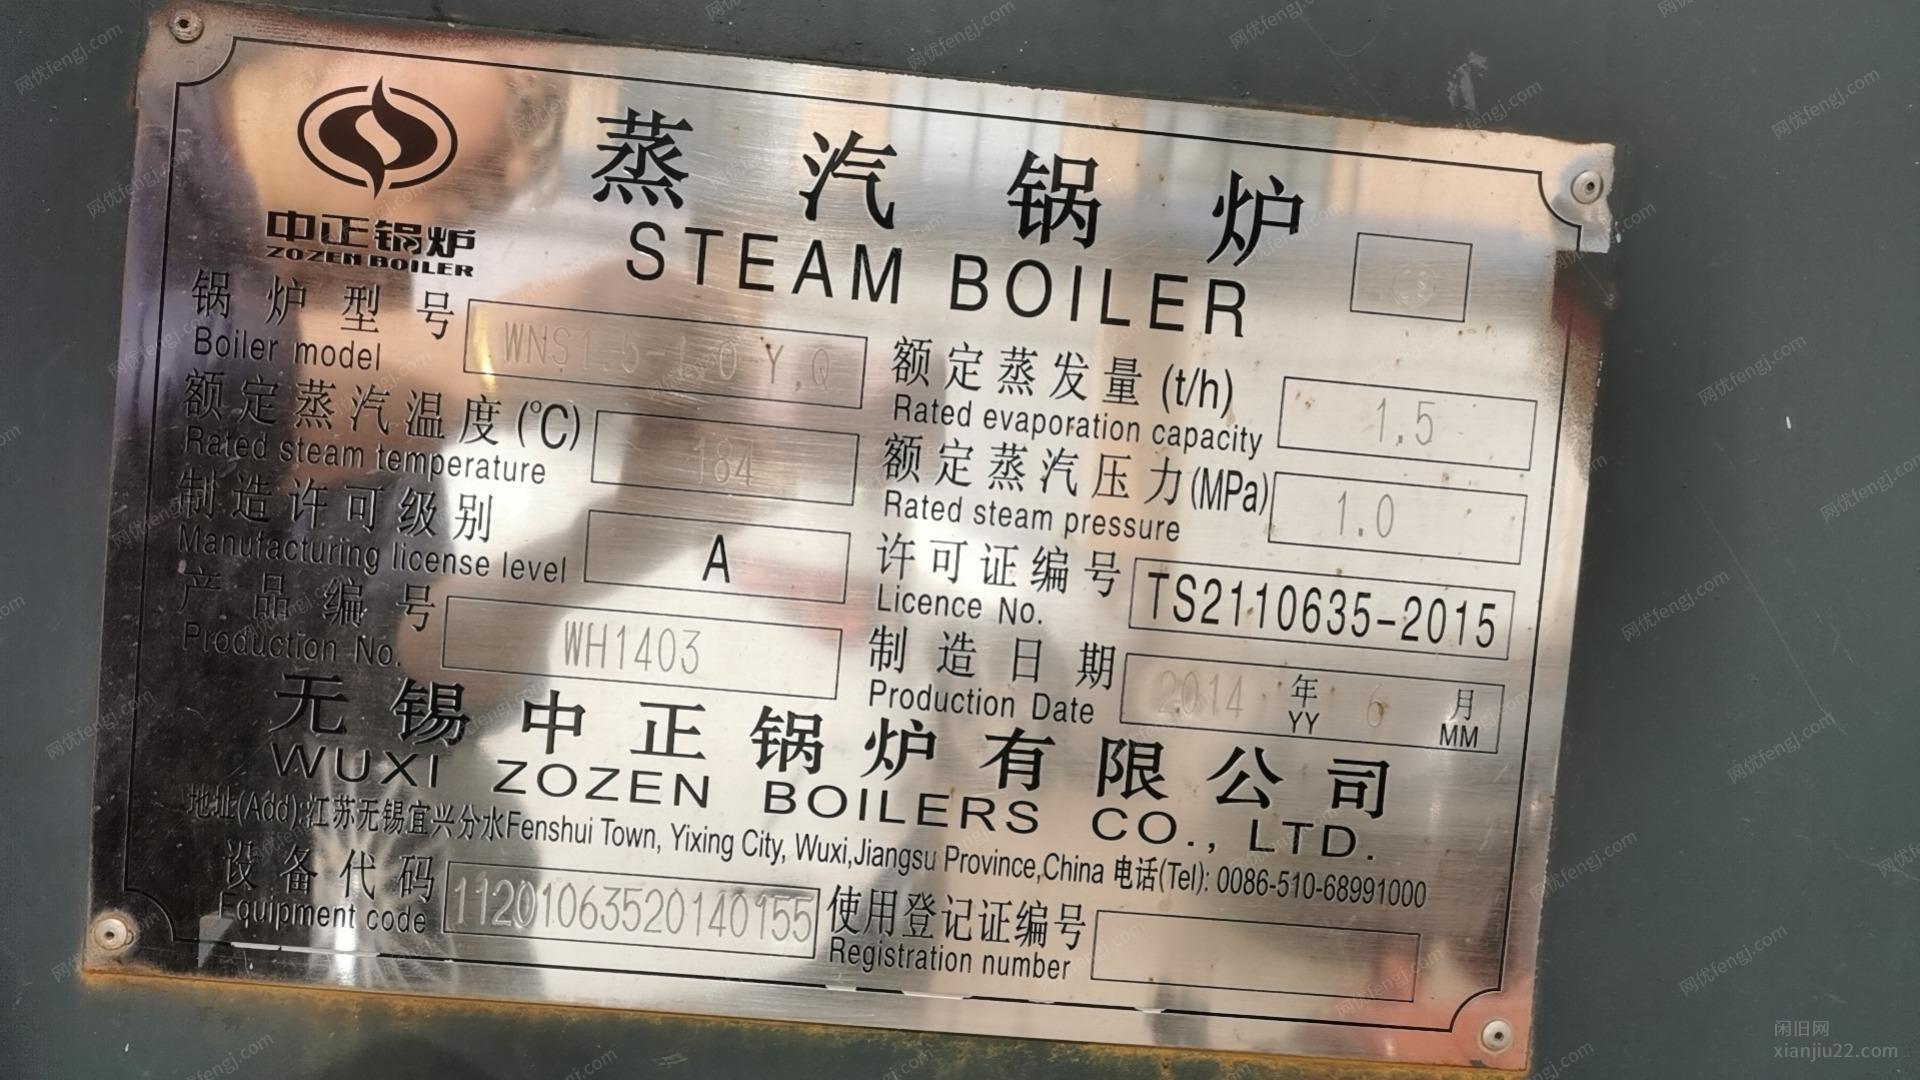 中正锅炉
ZOZEN BOILER
蒸汽锅炉
STEAM BOILER
锅炉型号
Boiler model
WNS1.5-1.0 Y,Q
额定蒸发量(t/h)
Rated evaporation capacity
1.5
额定蒸汽温度(℃)
Rated steam temperature
184
额定蒸汽压力(MPa)
Rated steam pressure
1.0
制造许可级别
Manufacturing license level
A
许可证编号
Licence No.
TS2110635-2015
产品编号
Production No.
WH1403
制造日期
Production Date
2014 年 6 月
YY MM
无锡中正锅炉有限公司
WUXI ZOZEN BOILERS CO., LTD.
地址(Add):江苏无锡宜兴分水Fenshui Town, Yixing City, Wuxi,Jiangsu Province,China 电话(Tel): 0086-510-68991000
设备代码
Equipment code
11201063520140155
使用登记证编号
Registration number
闲旧网
xianjiu22.com
网优fengj.com